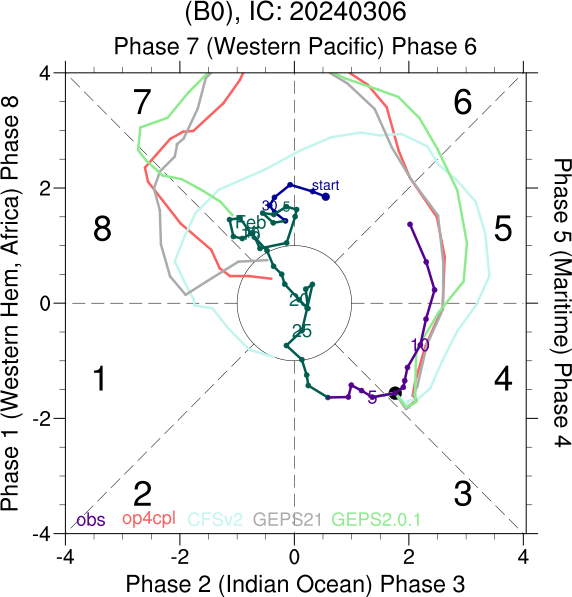 (B0), IC: 20240306
Phase 7 (Western Pacific) Phase 6
4
7
6
start
30
5
Feb
8
5
20
25
10
1
4
5
2
3
obs op4cpl CFSv2 GEPS21 GEPS2.0.1
2
0
-2
-4
-4 -2 0 2 4
Phase 2 (Indian Ocean) Phase 3
Phase 1 (Western Hem, Africa) Phase 8
Phase 5 (Maritime) Phase 4